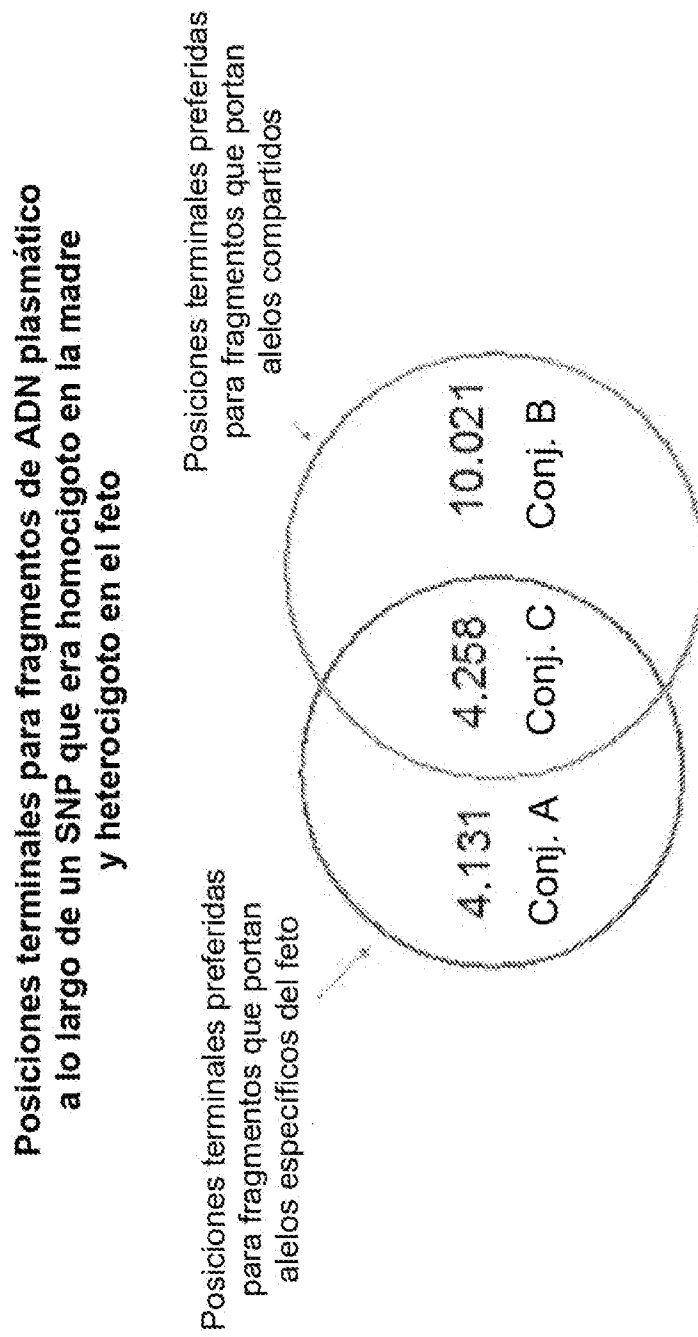 Posiciones terminales para fragmentos de ADN plasmático
a lo largo de un SNP que era homocigoto en la madre
y heterocigoto en el feto
Posiciones terminales preferidas
para fragmentos que portan
alelos específicos del feto
Posiciones terminales preferidas
para fragmentos que portan
alelos compartidos
4.131
Conj. A
4.258
Conj. C
10.021
Conj. B